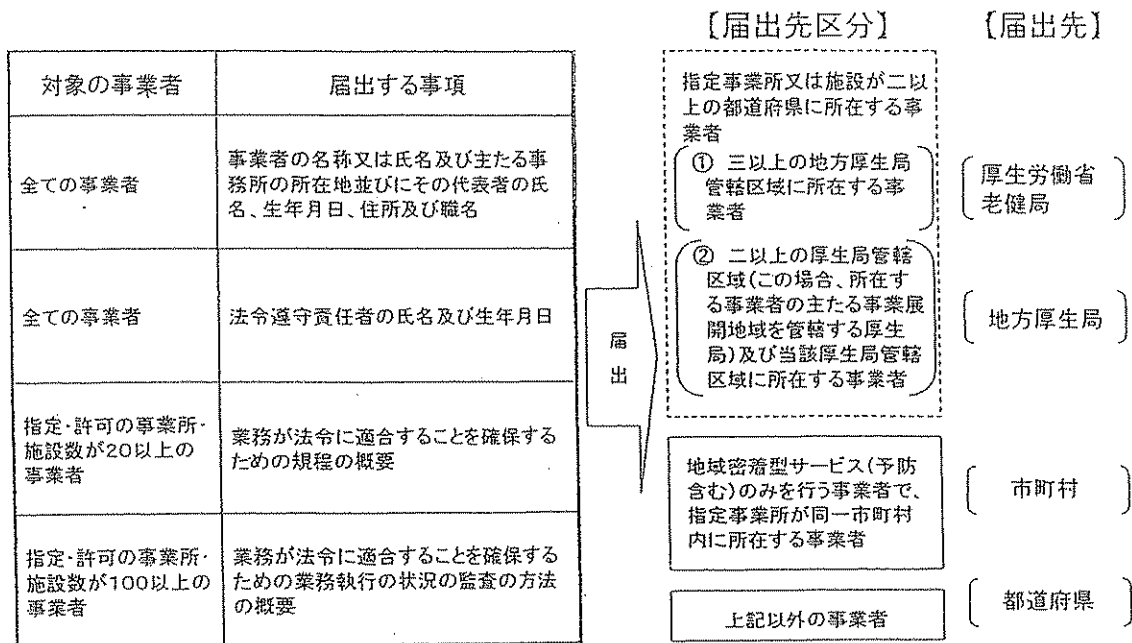 【届出先区分】
【届出先】
対象の事業者
届出する事項
全ての事業者
事業者の名称又は氏名及び主たる事
務所の所在地並びにその代表者の氏
名、生年月日、住所及び職名
全ての事業者
法令遵守責任者の氏名及び生年月日
指定・許可の事業所・
施設数が20以上の
事業者
業務が法令に適合することを確保する
ための規程の概要
指定・許可の事業所・
施設数が100以上の
事業者
業務が法令に適合することを確保する
ための業務執行の状況の監査の方法
の概要
届
出
指定事業所又は施設が二以
上の都道府県に所在する事
業者
① 三以上の地方厚生局
管轄区域に所在する事
業者
厚生労働省
老健局
② 二以上の厚生局管轄
区域(この場合、所在す
る事業者の主たる事業展
開地域を管轄する厚生
局)及び当該厚生局管轄
区域に所在する事業者
地方厚生局
地域密着型サービス(予防
含む)のみを行う事業者で、
指定事業所が同一市町村
内に所在する事業者
市町村
上記以外の事業者
都道府県